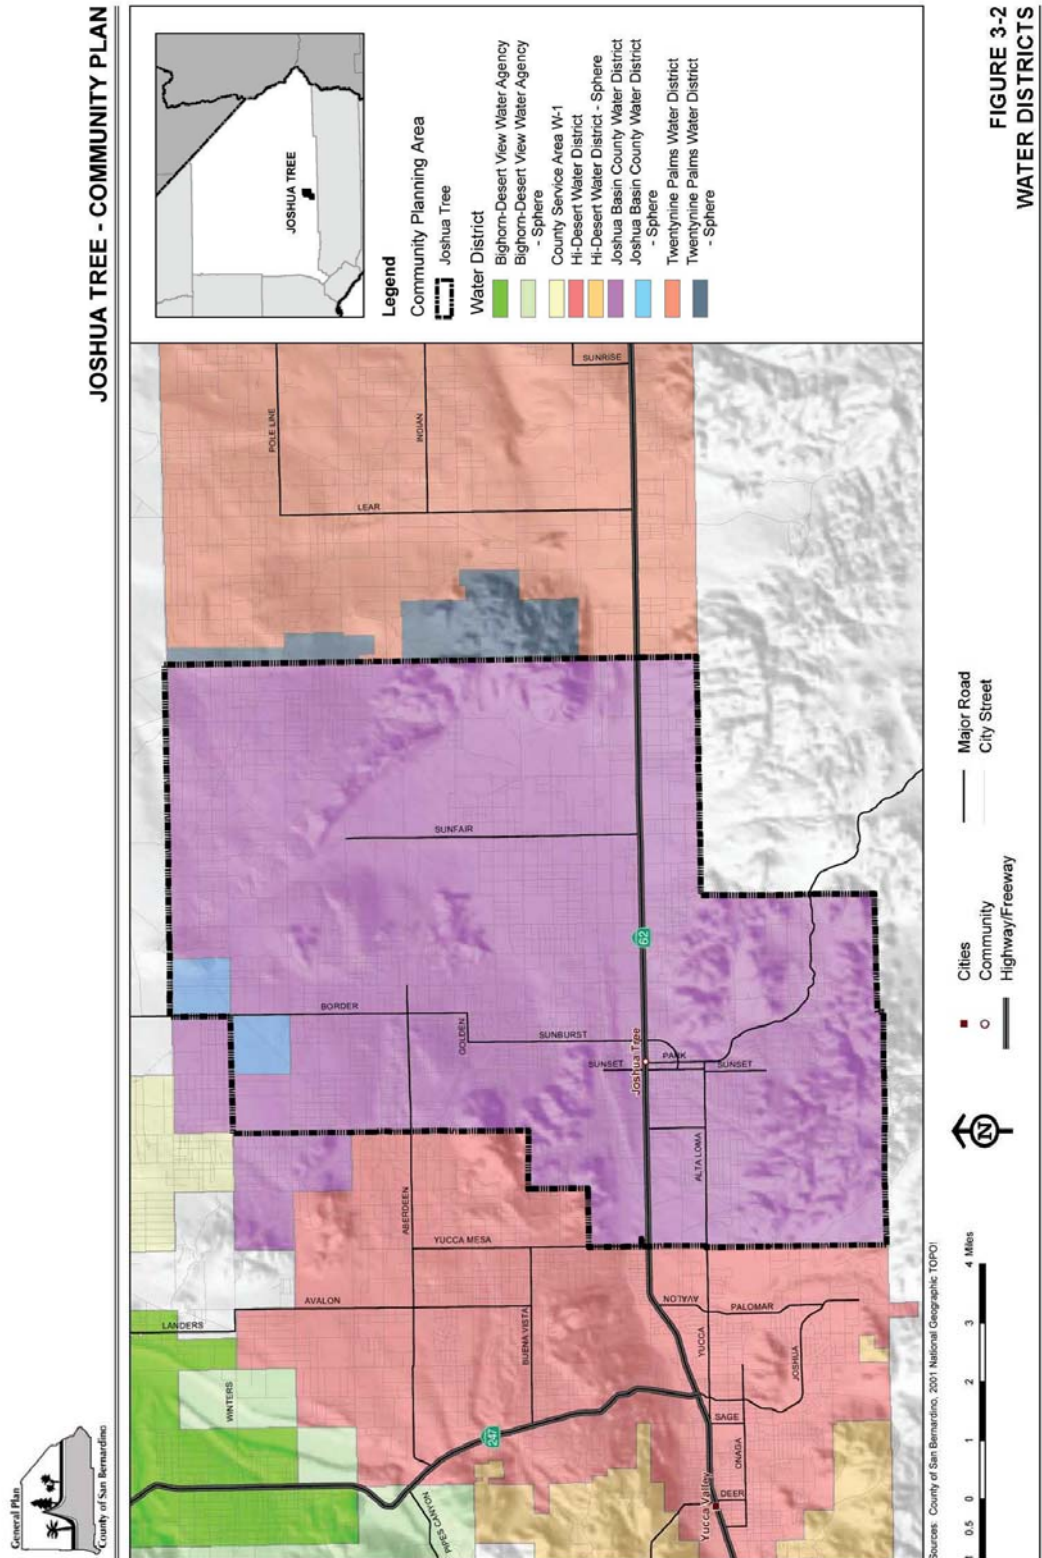 General Plan
County of San Bernardino
JOSHUA TREE - COMMUNITY PLAN
JOSHUA TREE
Legend
Community Planning Area
Joshua Tree
Water District
Bighorn-Desert View Water Agency
Bighorn-Desert View Water Agency
- Sphere
County Service Area W-1
Hi-Desert Water District
Hi-Desert Water District - Sphere
Joshua Basin County Water District
Joshua Basin County Water District
- Sphere
Twentynine Palms Water District
Twentynine Palms Water District
- Sphere
LANDERS
WINTERS
AVALON
PIPES CANYON
247
BUENA VISTA
YUCCA MESA
ABERDEEN
BORDER
GOLDEN
SUNBURST
SUNFAIR
POLE LINE
INDIAN
LEAR
SUNRISE
SUNSET
Joshua Tree
PARK
SUNSET
62
ALTA LOMA
AVALON
PALOMAR
YUCCA
JOSHUA
SAGE
ONAGA
DEER
Yucca Valley
Sources: County of San Bernardino, 2001 National Geographic TOPO!
1 0.5 0 1 2 3 4 Miles
N
Cities
Community
Highway/Freeway
Major Road
City Street
FIGURE 3-2
WATER DISTRICTS